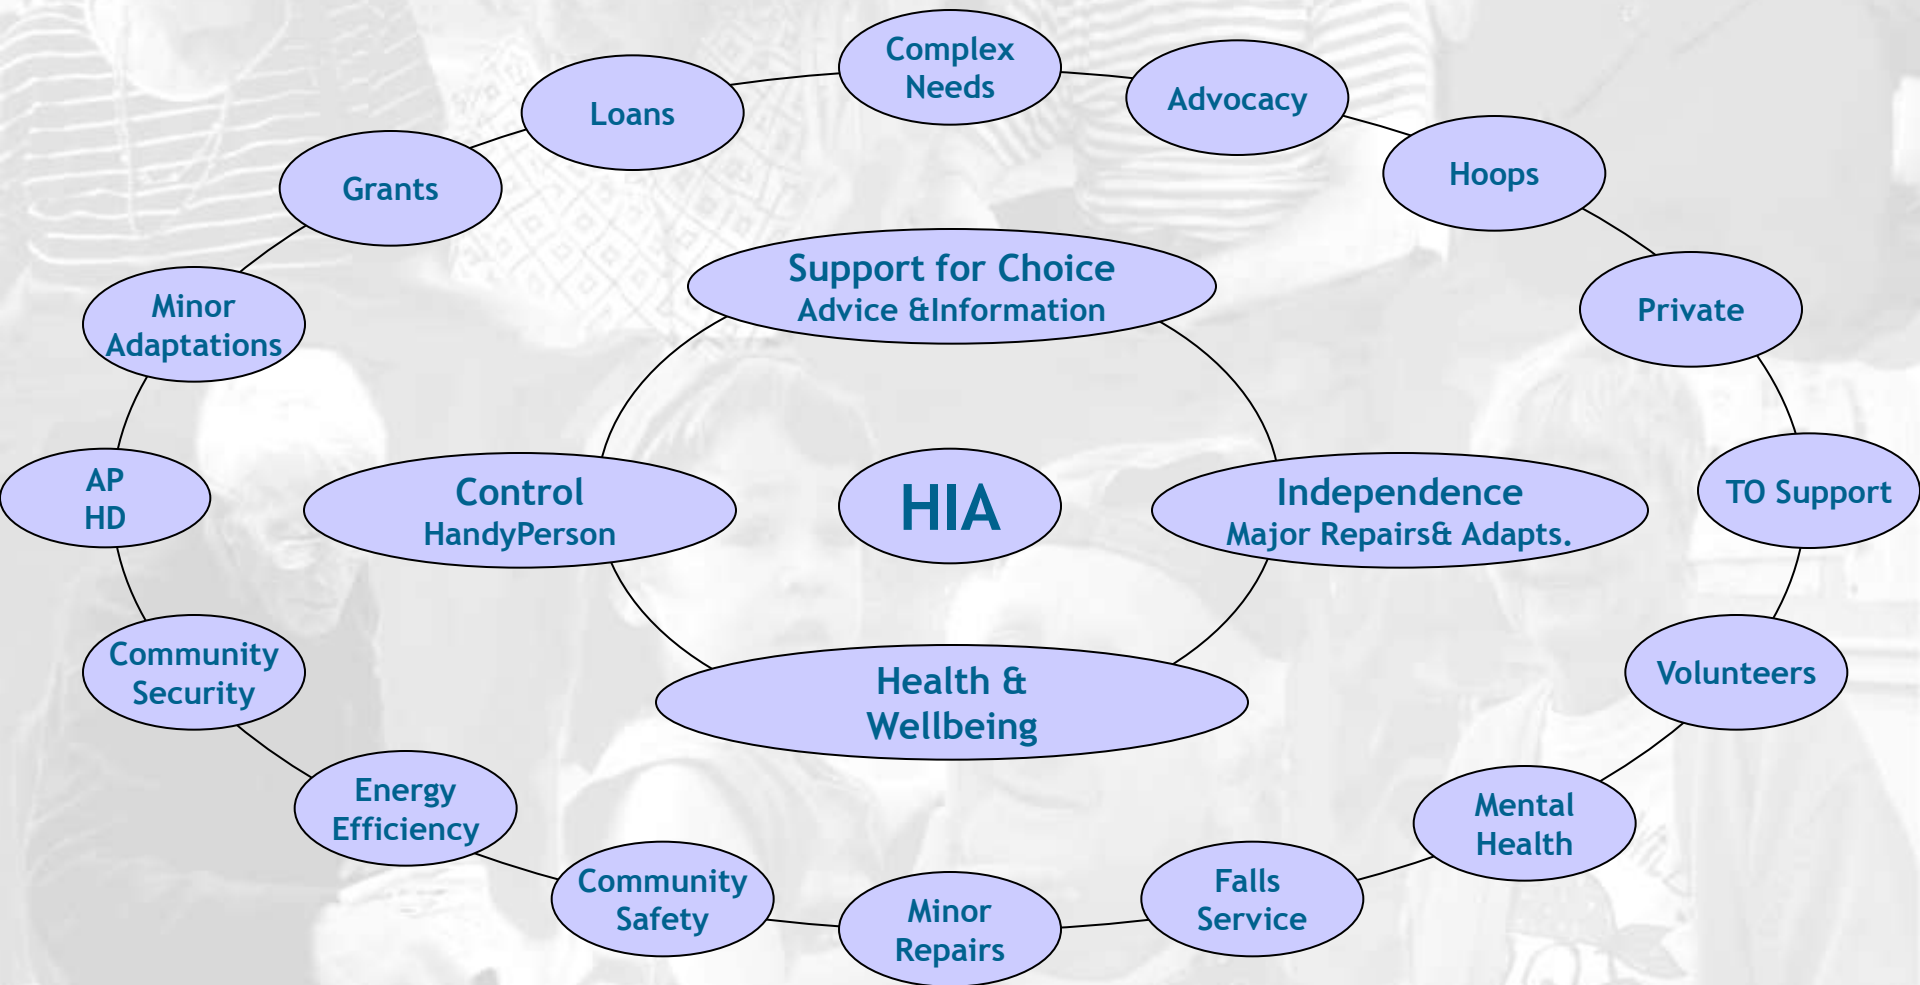 Complex
Needs
Advocacy
Loans
Hoops
Grants
Support for Choice
Advice &Information
Minor
Adaptations
Private
AP
HD
Control
HandyPerson
HIA
Independence
Major Repairs& Adapts.
TO Support
Community
Security
Health &
Wellbeing
Volunteers
Energy
Efficiency
Mental
Health
Community
Safety
Minor
Repairs
Falls
Service